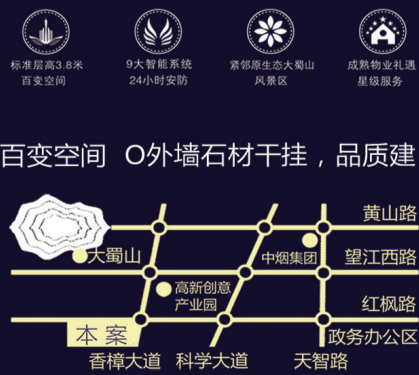 标准层高3.8米
百变空间
9大智能系统
24小时安防
紧邻原生态大蜀山
风景区
成熟物业礼遇
星级服务
百变空间 O外墙石材干挂，品质建
黄山路
大蜀山
中烟集团
望江西路
高新创意
产业园
红枫路
本案
政务办公区
香樟大道 科学大道 天智路